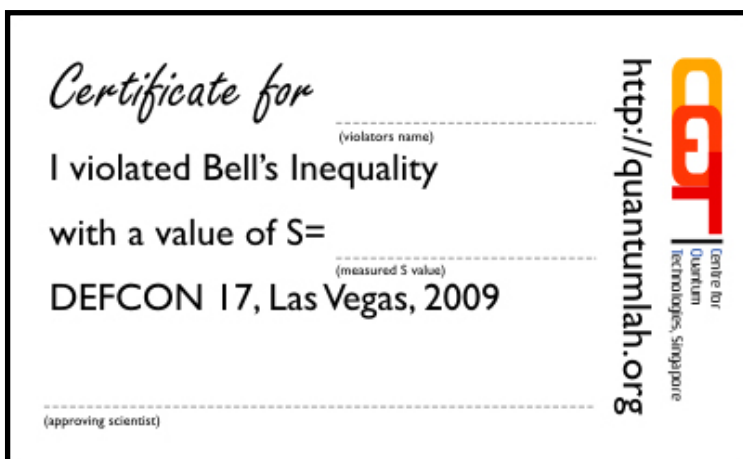 Certificate for
(violators name)
I violated Bell's Inequality
with a value of S=
(measured S value)
DEFCON 17, Las Vegas, 2009
(approving scientist)
http://quantumlah.org
CQT
Centre for
Quantum
Technologies, Singapore